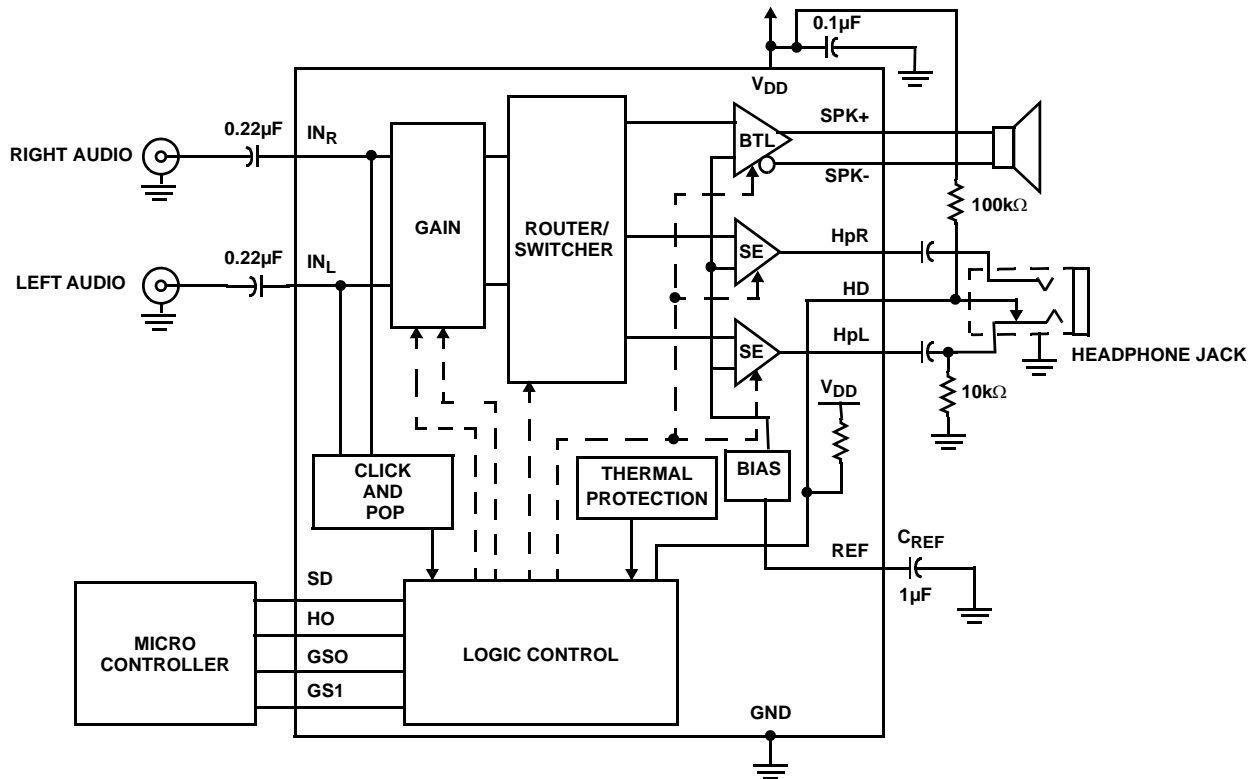 0.1µF
VDD
0.22µF
INR
RIGHT AUDIO
SPK+
BTL
SPK-
100kΩ
GAIN
ROUTER/
SWITCHER
HpR
SE
0.22µF
INL
LEFT AUDIO
HD
HpL
SE
HEADPHONE JACK
VDD
10kΩ
CLICK
AND
POP
THERMAL
PROTECTION
BIAS
REF
CREF
1µF
SD
HO
GSO
GS1
MICRO
CONTROLLER
LOGIC CONTROL
GND